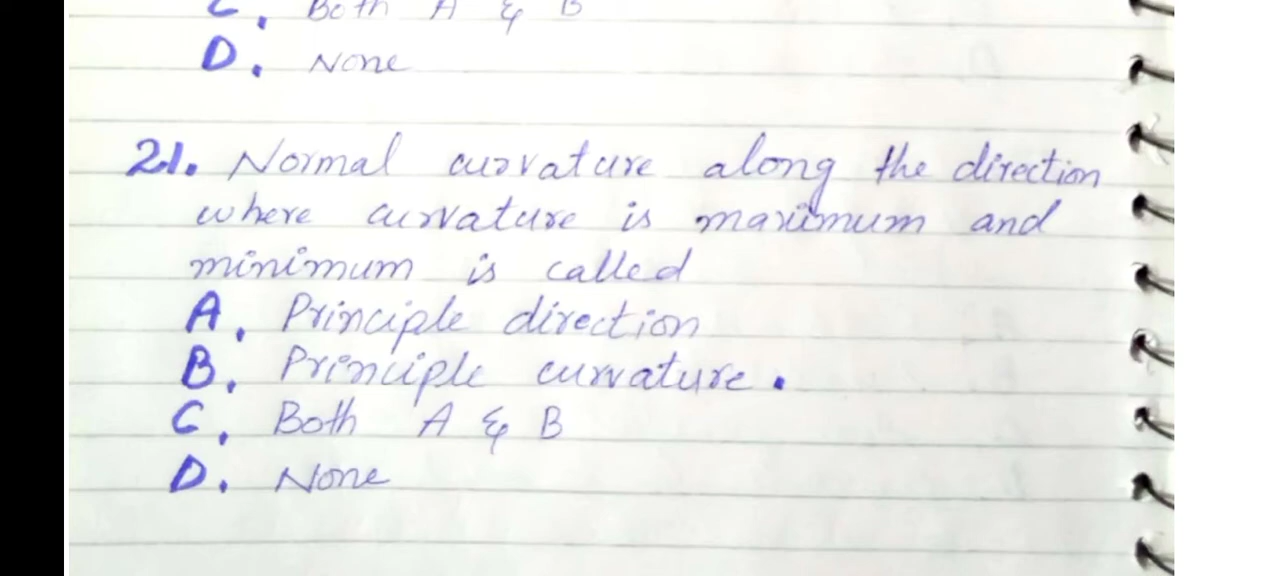 C. Both A & B
D. None
21. Normal curvature along the direction
where curvature is maximum and
minimum is called
A. Principle direction
B. Principle curvature.
C. Both A & B
D. None